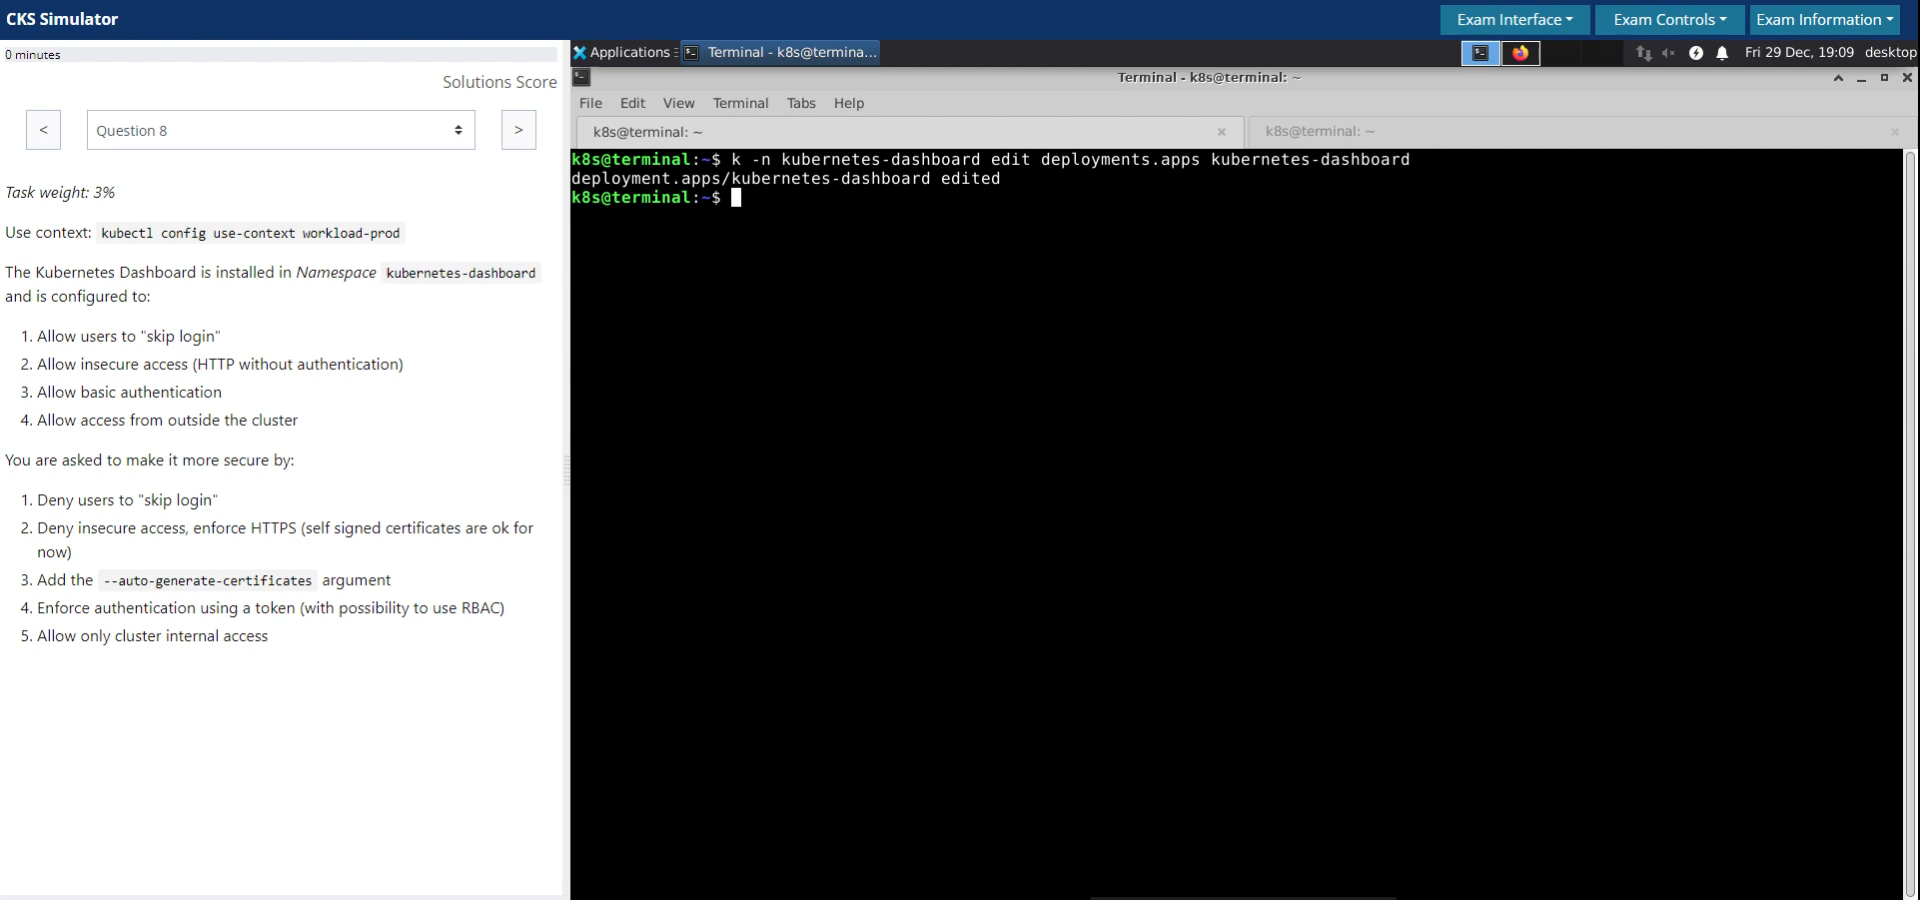 CKS Simulator
Exam Interface
Exam Controls
Exam Information
0 minutes
Solutions Score
<
Question 8
>
Task weight: 3%
Use context: kubectl config use-context workload-prod
The Kubernetes Dashboard is installed in Namespace kubernetes-dashboard
and is configured to:
1. Allow users to "skip login"
2. Allow insecure access (HTTP without authentication)
3. Allow basic authentication
4. Allow access from outside the cluster
You are asked to make it more secure by:
1. Deny users to "skip login"
2. Deny insecure access, enforce HTTPS (self signed certificates are ok for
now)
3. Add the --auto-generate-certificates argument
4. Enforce authentication using a token (with possibility to use RBAC)
5. Allow only cluster internal access
Applications
Terminal - k8s@termina...
Fri 29 Dec, 19:09
desktop
Terminal - k8s@terminal: ~
File Edit View Terminal Tabs Help
k8s@terminal: ~
k8s@terminal: ~
k8s@terminal:~$ k -n kubernetes-dashboard edit deployments.apps kubernetes-dashboard
deployment.apps/kubernetes-dashboard edited
k8s@terminal:~$